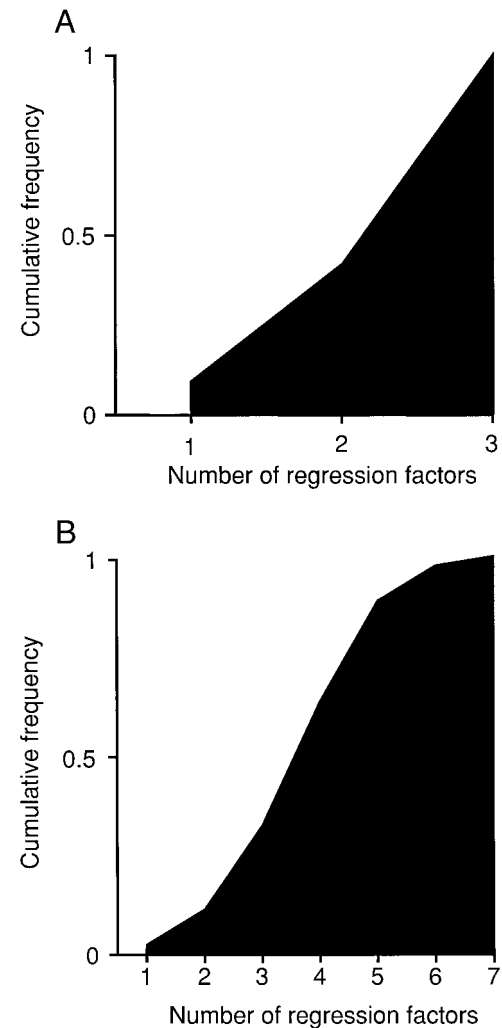 A
Cumulative frequency
1
0.5
0
1 2 3
Number of regression factors
B
Cumulative frequency
1
0.5
0
1 2 3 4 5 6 7
Number of regression factors